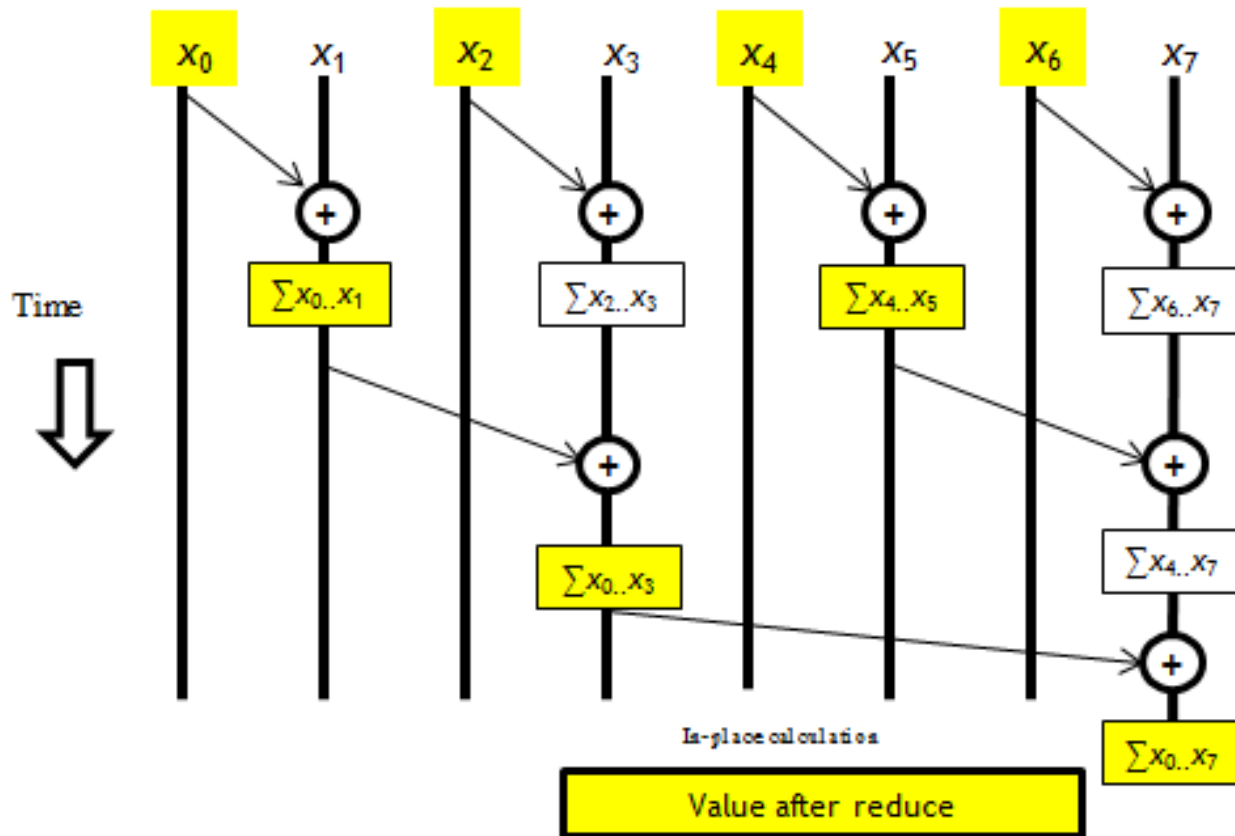 x₀ x₁ x₂ x₃ x₄ x₅ x₆ x₇
+ + + +
∑x₀..x₁ ∑x₂..x₃ ∑x₄..x₅ ∑x₆..x₇
Time
+ +
∑x₀..x₃ ∑x₄..x₇
+
In-place calculation
∑x₀..x₇
Value after reduce